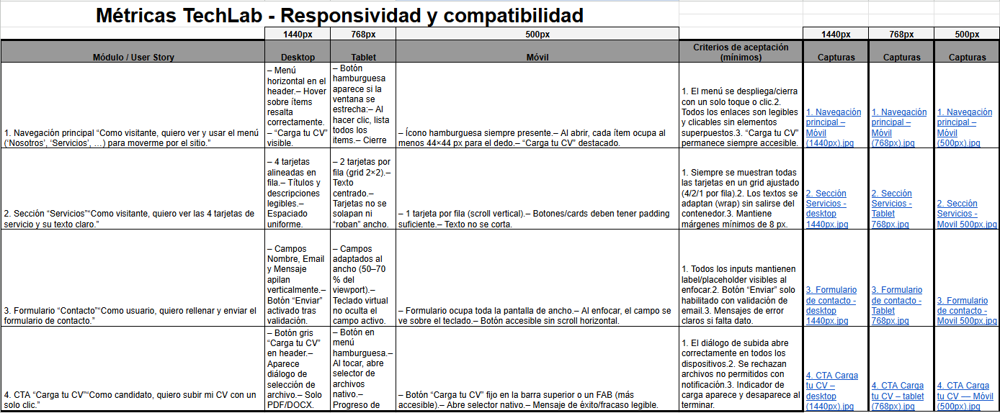 Métricas TechLab - Responsividad y compatibilidad
1440px
768px
500px
1440px
768px
500px
Módulo / User Story
Desktop
Tablet
Móvil
Criterios de aceptación
(mínimos)
Capturas
Capturas
Capturas
1. Navegación principal “Como visitante, quiero ver y usar el menú
(‘Nosotros’, ‘Servicios’, …) para moverme por el sitio.”
– Menú
horizontal en el
header.– Hover
sobre ítems
resalta
correctamente.
– “Carga tu CV”
visible.
– Botón
hamburguesa
aparece si la
ventana se
estrecha:– Al
hacer clic, lista
todos los
ítems.– Cierre
– Ícono hamburguesa siempre presente.– Al abrir, cada ítem ocupa al
menos 44×44 px para el dedo.– “Carga tu CV” destacado.
1. El menú se despliega/cierra
con un solo toque o clic.2.
Todos los enlaces son legibles
y clicables sin elementos
superpuestos.3. “Carga tu CV”
permanece siempre accesible.
1. Navegación
principal –
Móvil
(1440px).jpg
1. Navegación
principal –
Móvil
(768px).jpg
1. Navegación
principal –
Móvil
(500px).jpg
2. Sección “Servicios”“Como visitante, quiero ver las 4 tarjetas de
servicio y su texto claro.”
– 4 tarjetas
alineadas en
fila.– Títulos y
descripciones
legibles.–
Espaciado
uniforme.
– 2 tarjetas por
fila (grid 2×2).–
Texto
centrado.–
Tarjetas no se
solapan ni
“roban” ancho.
– 1 tarjeta por fila (scroll vertical).– Botones/cards deben tener padding
suficiente.– Texto no se corta.
1. Siempre se muestran todas
las tarjetas en un grid ajustado
(4/2/1 por fila).2. Los textos se
adaptan (wrap) sin salirse del
contenedor.3. Mantiene
márgenes mínimos de 8 px.
2. Sección
Servicios -
desktop
1440px.jpg
2. Sección
Servicios -
Tablet
768px.jpg
2. Sección
Servicios -
Movil 500px.jpg
3. Formulario “Contacto”“Como usuario, quiero rellenar y enviar el
formulario de contacto.”
– Campos
Nombre, Email
y Mensaje
apilan
verticalmente.–
Botón “Enviar”
activado tras
validación.
– Campos
adaptados al
ancho (50–70
% del
viewport).–
Teclado virtual
no oculta el
campo activo.
– Formulario ocupa toda la pantalla de ancho.– Al enfocar, el campo se
ve sobre el teclado.– Botón accesible sin scroll horizontal.
1. Todos los inputs mantienen
label/placeholder visibles al
enfocar.2. Botón “Enviar” solo
habilitado con validación de
email.3. Mensajes de error
claros si falta dato.
3. Formulario
de contacto -
desktop
1440px.jpg
3. Formulario
de contacto -
Tablet
768px.jpg
3. Formulario
de contacto -
Movil 500px.jpg
4. CTA “Carga tu CV”“Como candidato, quiero subir mi CV con un
solo clic.”
– Botón gris
“Carga tu CV”
en header.–
Aparece
diálogo de
selección de
archivo.– Solo
PDF/DOCX.
– Botón en
menú
hamburguesa.–
Al tocar, abre
selector de
archivos
nativo.–
Progreso de
– Botón “Carga tu CV” fijo en la barra superior o un FAB (más
accesible).– Abre selector nativo.– Mensaje de éxito/fracaso legible.
1. El diálogo de subida abre
correctamente en todos los
dispositivos.2. Se rechazan
archivos no permitidos con
notificación.3. Indicador de
carga aparece y desaparece al
terminar.
4. CTA Carga
tu CV –
desktop
(1440px).jpg
4. CTA Carga
tu CV – tablet
(768px).jpg
4. CTA Carga
tu CV — Móvil
(500px).jpg